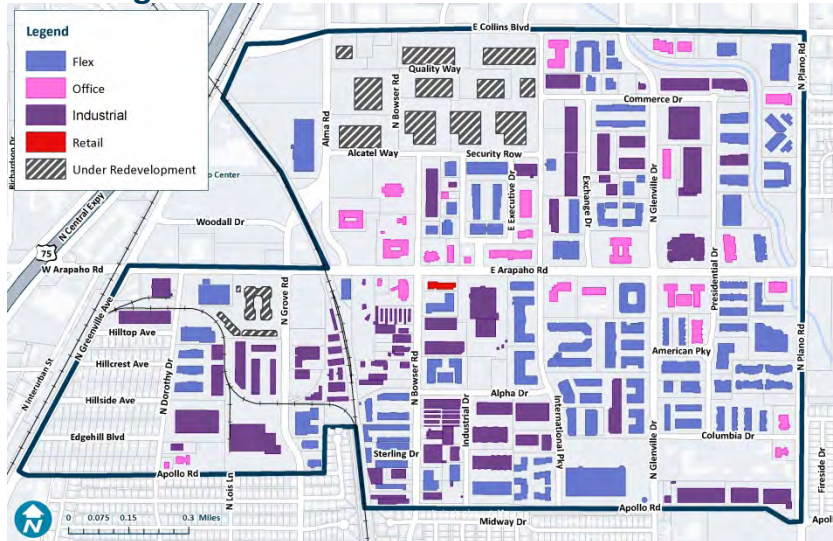 Legend
Flex
Office
Industrial
Retail
Under Redevelopment
E Collins Blvd
N Plano Rd
Quality Way
N Bowser Rd
Alma Rd
Commerce Dr
Alcatel Way
Security Row
Richardson Dr
Center
N Central Expy
75
Woodall Dr
E Executive Dr
Exchange Dr
N Glenville Dr
W Arapaho Rd
E Arapaho Rd
Presidential Dr
N Greenville Ave
N Grove Rd
Hilltop Ave
N Interurban St
Hillcrest Ave
N Dorothy Dr
N Bowser Rd
American Pky
N Plano Rd
Hillside Ave
Alpha Dr
Industrial Dr
International Pky
Edgehill Blvd
Sterling Dr
N Glenville Dr
Columbia Dr
Fireside Dr
Apollo Rd
N Lois Ln
Apollo Rd
Midway Dr
N
0 0.075 0.15 0.3 Miles